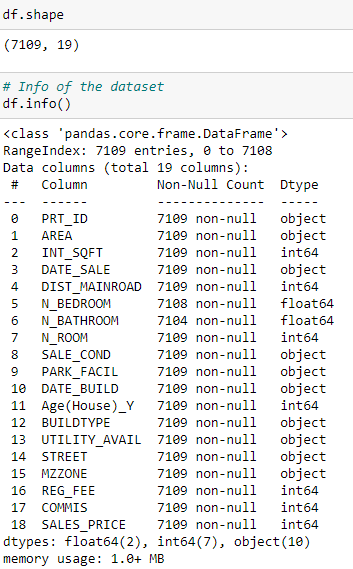 df.shape
(7109, 19)
# Info of the dataset
df.info()
<class 'pandas.core.frame.DataFrame'>
RangeIndex: 7109 entries, 0 to 7108
Data columns (total 19 columns):
 #   Column         Non-Null Count  Dtype
---  ------         --------------  -----
 0   PRT_ID         7109 non-null   object
 1   AREA           7109 non-null   object
 2   INT_SQFT       7109 non-null   int64
 3   DATE_SALE      7109 non-null   object
 4   DIST_MAINROAD  7109 non-null   int64
 5   N_BEDROOM      7108 non-null   float64
 6   N_BATHROOM     7104 non-null   float64
 7   N_ROOM         7109 non-null   int64
 8   SALE_COND      7109 non-null   object
 9   PARK_FACIL     7109 non-null   object
 10  DATE_BUILD     7109 non-null   object
 11  Age(House)_Y   7109 non-null   int64
 12  BUILDTYPE      7109 non-null   object
 13  UTILITY_AVAIL  7109 non-null   object
 14  STREET         7109 non-null   object
 15  MZZONE         7109 non-null   object
 16  REG_FEE        7109 non-null   int64
 17  COMMIS         7109 non-null   int64
 18  SALES_PRICE    7109 non-null   int64
dtypes: float64(2), int64(7), object(10)
memory usage: 1.0+ MB